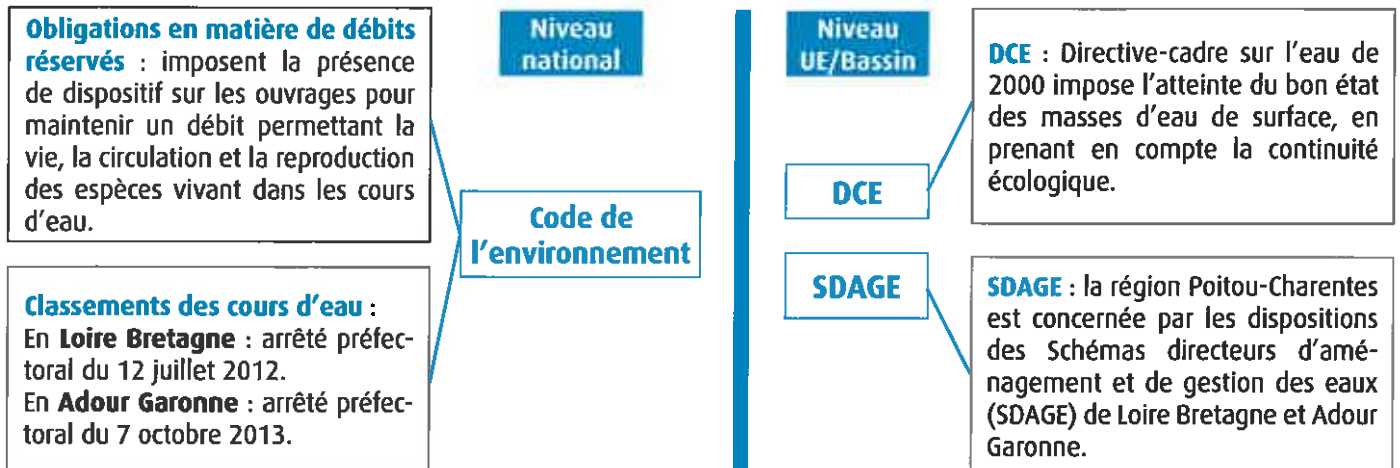 Obligations en matière de débits
réservés : imposent la présence
de dispositif sur les ouvrages pour
maintenir un débit permettant la
vie, la circulation et la reproduction
des espèces vivant dans les cours
d'eau.
Classements des cours d'eau :
En Loire Bretagne : arrêté préfec-
toral du 12 juillet 2012.
En Adour Garonne : arrêté préfec-
toral du 7 octobre 2013.
Niveau
national
Code de
l'environnement
Niveau
UE/Bassin
DCE
SDAGE
DCE : Directive-cadre sur l'eau de
2000 impose l'atteinte du bon état
des masses d'eau de surface, en
prenant en compte la continuité
écologique.
SDAGE : la région Poitou-Charentes
est concernée par les dispositions
des Schémas directeurs d'amé-
nagement et de gestion des eaux
(SDAGE) de Loire Bretagne et Adour
Garonne.